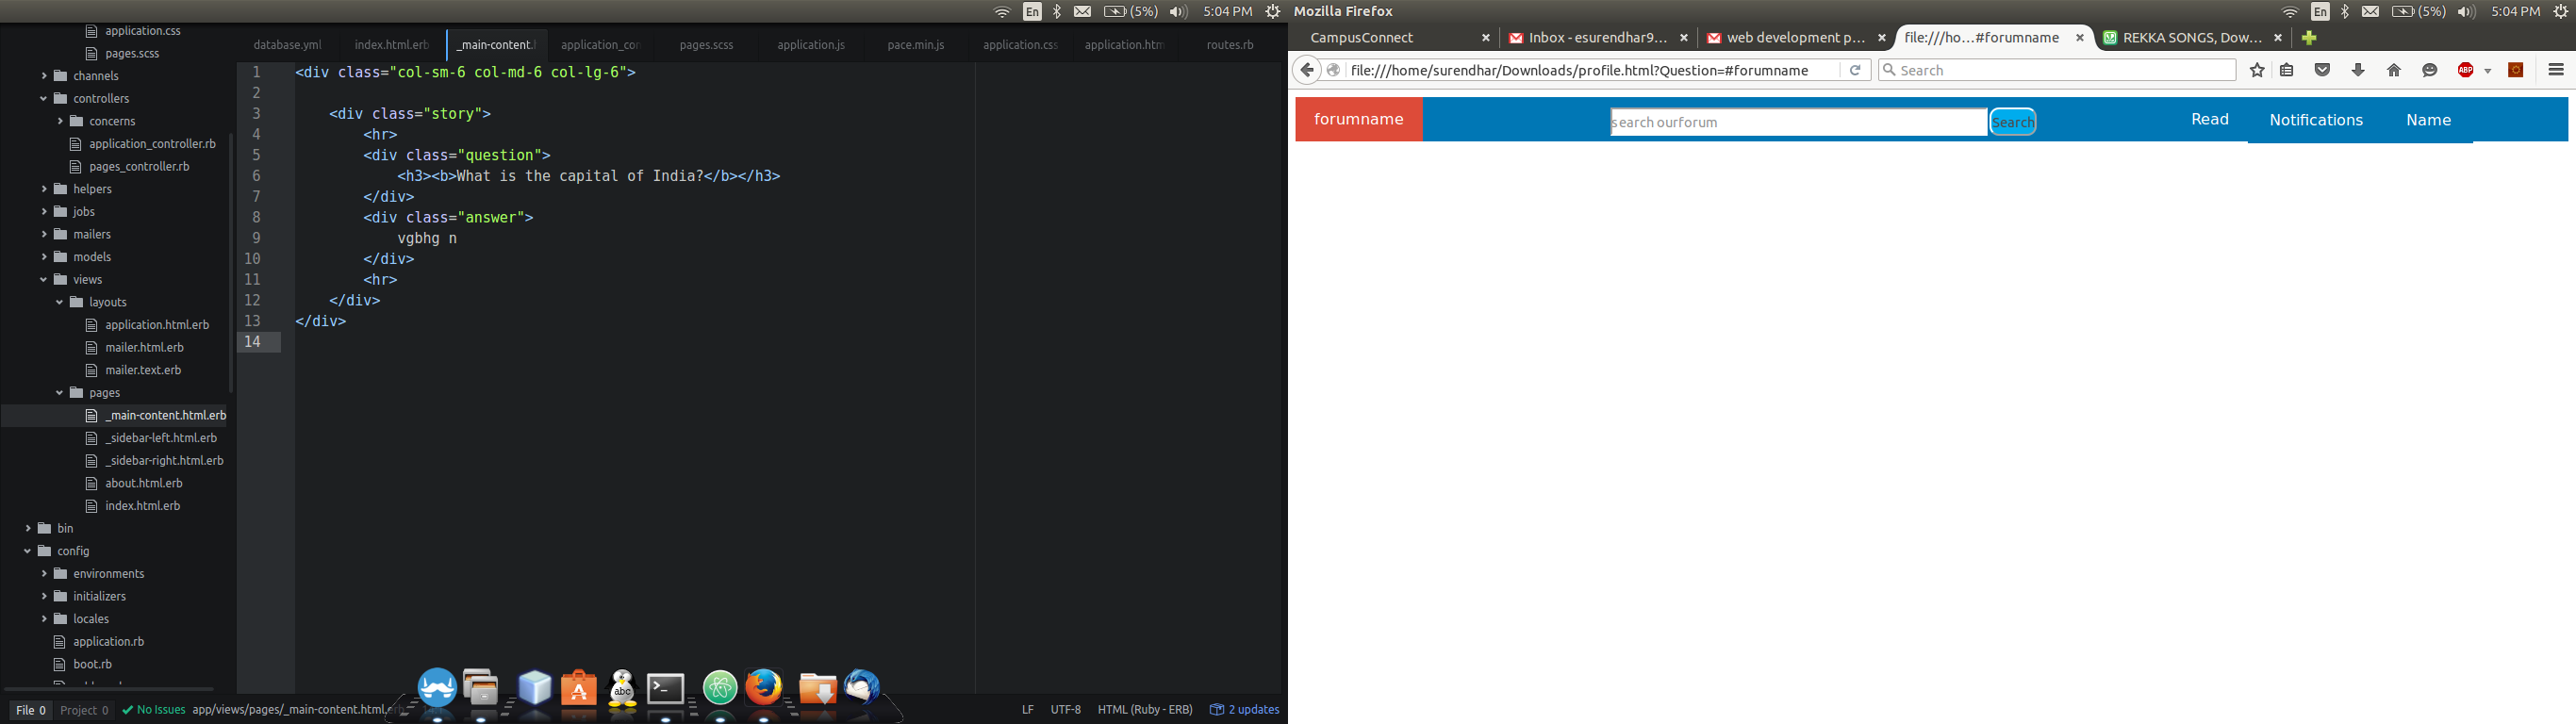 En (5%) 5:04 PM
application.css
pages.scss
channels
controllers
concerns
application_controller.rb
pages_controller.rb
helpers
jobs
mailers
models
views
layouts
application.html.erb
mailer.html.erb
mailer.text.erb
pages
_main-content.html.erb
_sidebar-left.html.erb
_sidebar-right.html.erb
about.html.erb
index.html.erb
bin
config
environments
initializers
locales
application.rb
boot.rb
database.yml index.html.erb _main-content.h application_con pages.scss application.js pace.min.js application.css application.htm routes.rb
1 <div class="col-sm-6 col-md-6 col-lg-6">
2
3 <div class="story">
4 <hr>
5 <div class="question">
6 <h3><b>What is the capital of India?</b></h3>
7 </div>
8 <div class="answer">
9 vgbhg n
10 </div>
11 <hr>
12 </div>
13 </div>
14
abc
File 0 Project 0 No Issues app/views/pages/_main-content.html.erb LF UTF-8 HTML (Ruby - ERB) 2 updates
Mozilla Firefox En (5%) 5:04 PM
CampusConnect Inbox - esurendhar9... web development p... file:///ho...#forumname REKKA SONGS, Dow...
file:///home/surendhar/Downloads/profile.html?Question=#forumname Search ABP
forumname search ourforum Search Read Notifications Name